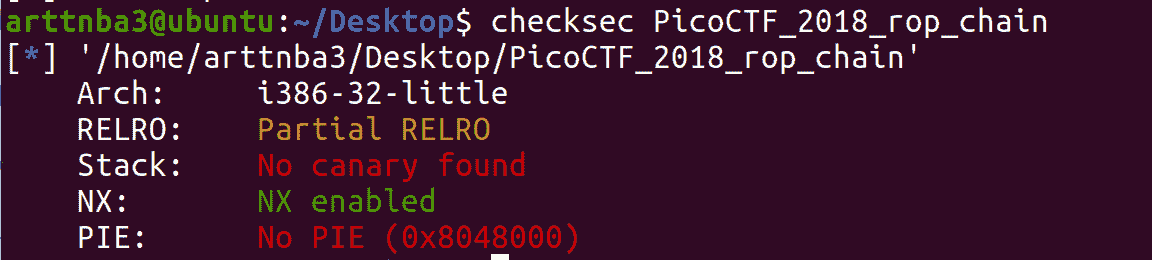 arttnba3@ubuntu:~/Desktop$ checksec PicoCTF_2018_rop_chain
[*] '/home/arttnba3/Desktop/PicoCTF_2018_rop_chain'
Arch: i386-32-little
RELRO: Partial RELRO
Stack: No canary found
NX: NX enabled
PIE: No PIE (0x8048000)